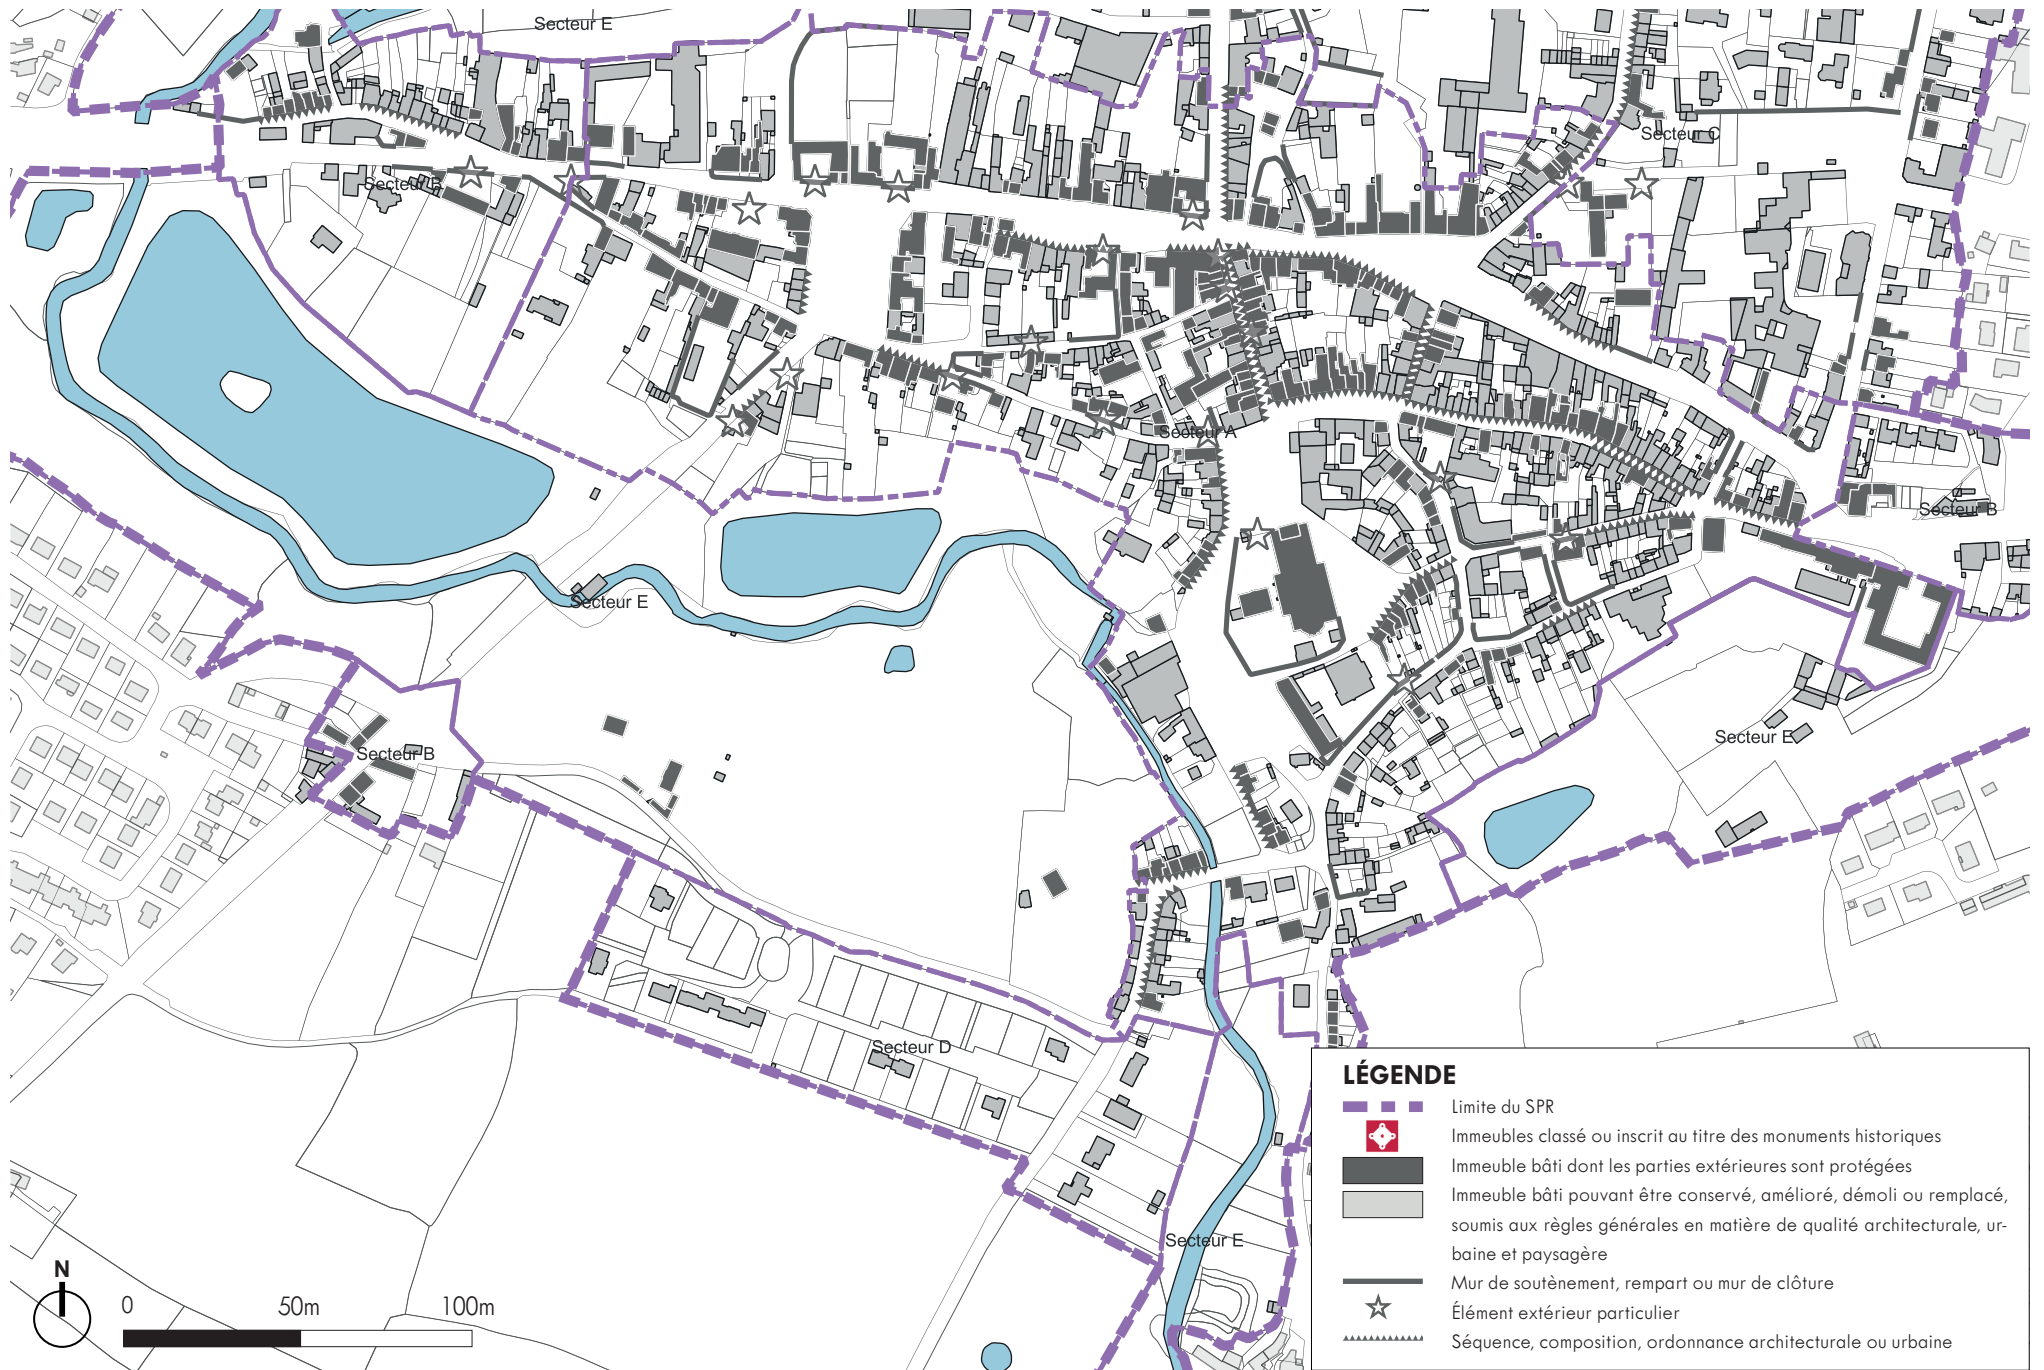 Secteur E
Secteur C
Secteur B
Secteur A
Secteur B
Secteur E
Secteur E
Secteur B
Secteur D
Secteur E
N
0 50m 100m
LÉGENDE
Limite du SPR
Immeubles classé ou inscrit au titre des monuments historiques
Immeuble bâti dont les parties extérieures sont protégées
Immeuble bâti pouvant être conservé, amélioré, démoli ou remplacé,
soumis aux règles générales en matière de qualité architecturale, ur-
baine et paysagère
Mur de soutènement, rempart ou mur de clôture
Élément extérieur particulier
Séquence, composition, ordonnance architecturale ou urbaine